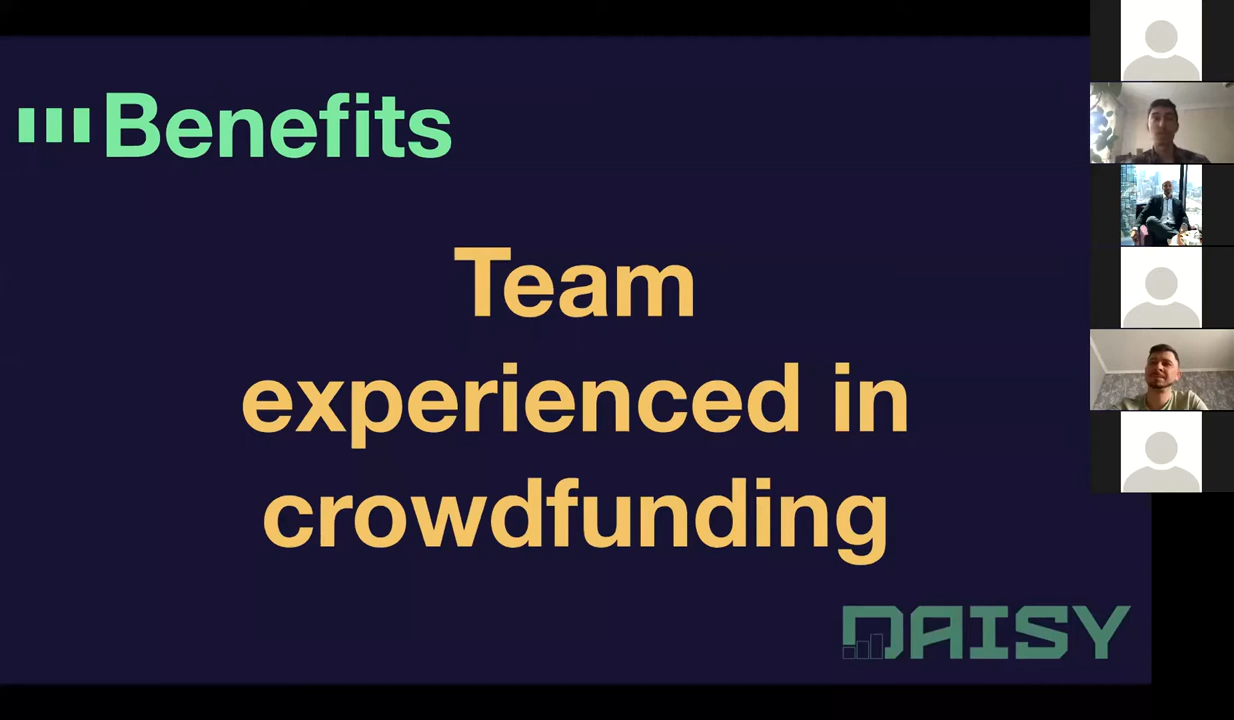 Benefits
Team
experienced in
crowdfunding
DAISY